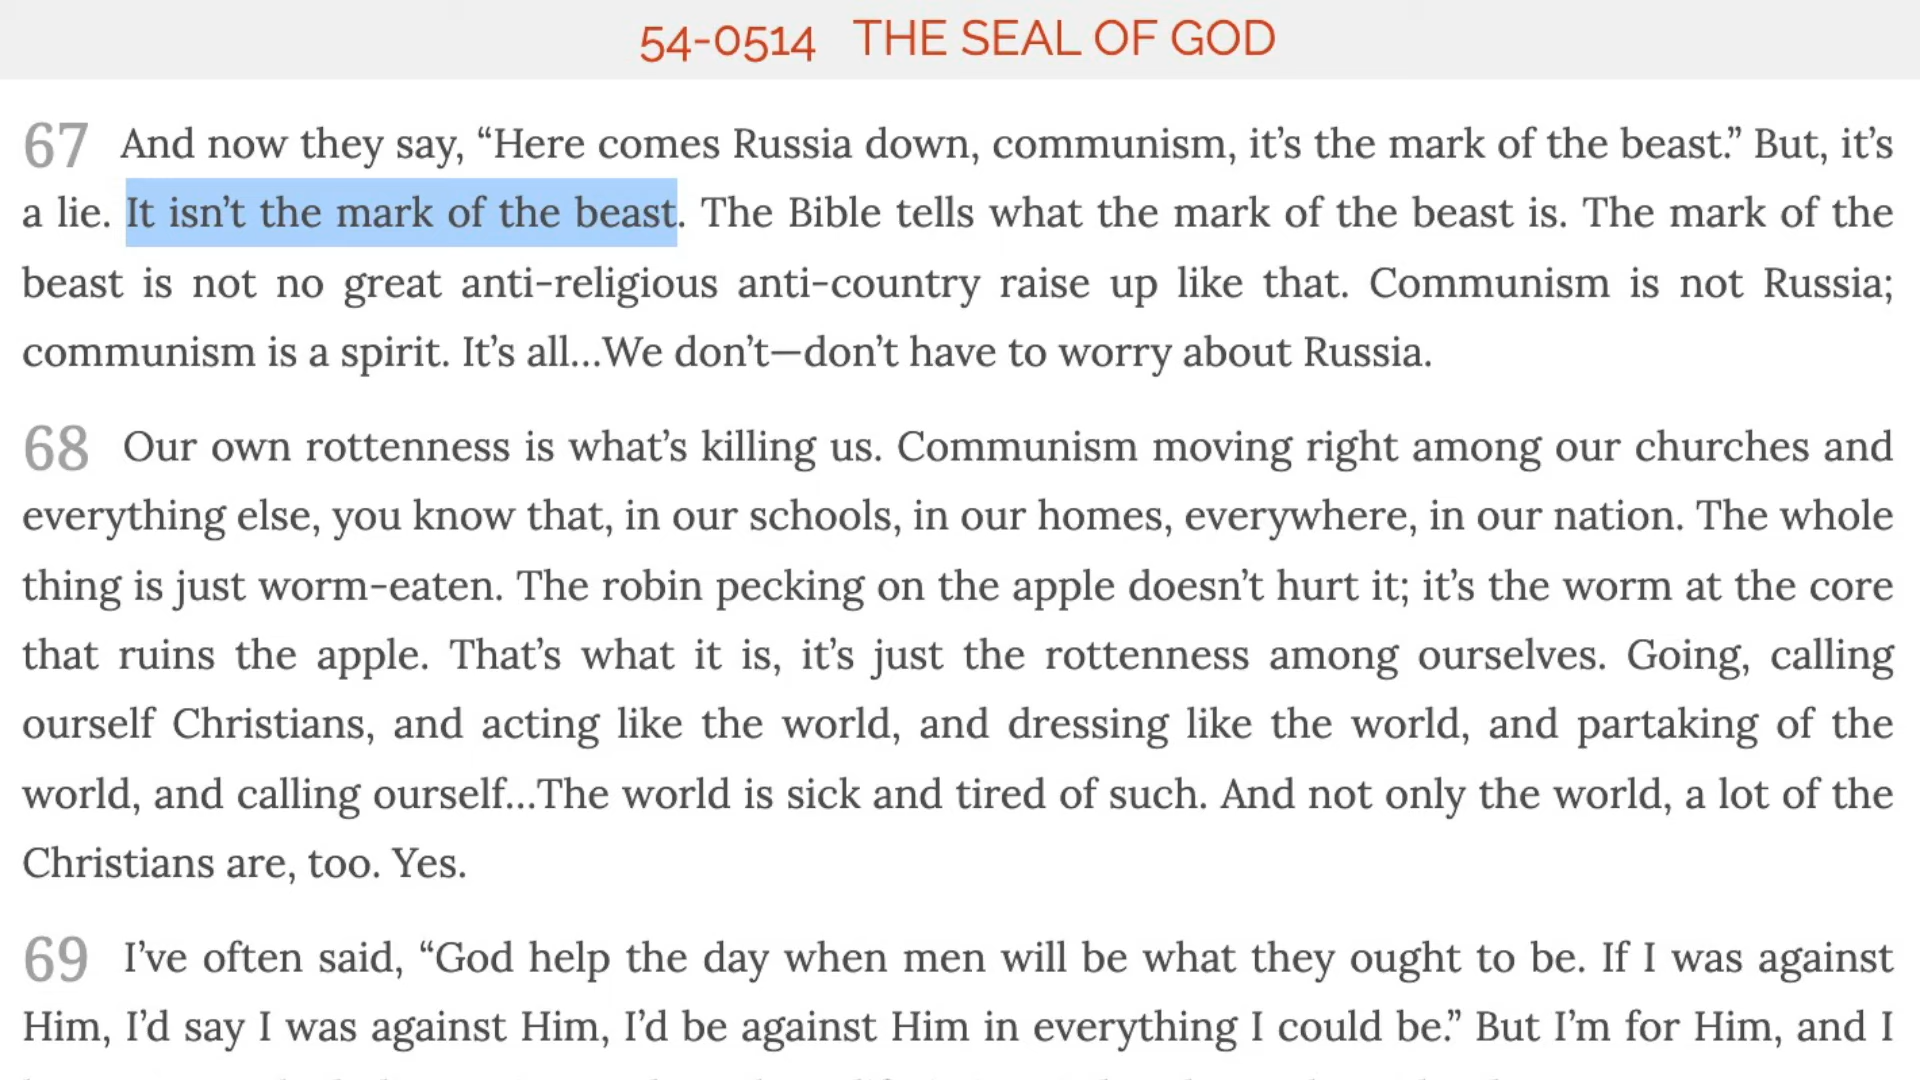 54-0514 THE SEAL OF GOD
67 And now they say, “Here comes Russia down, communism, it’s the mark of the beast.” But, it’s
a lie. It isn’t the mark of the beast. The Bible tells what the mark of the beast is. The mark of the
beast is not no great anti-religious anti-country raise up like that. Communism is not Russia;
communism is a spirit. It’s all…We don’t—don’t have to worry about Russia.
68 Our own rottenness is what’s killing us. Communism moving right among our churches and
everything else, you know that, in our schools, in our homes, everywhere, in our nation. The whole
thing is just worm-eaten. The robin pecking on the apple doesn’t hurt it; it’s the worm at the core
that ruins the apple. That’s what it is, it’s just the rottenness among ourselves. Going, calling
ourself Christians, and acting like the world, and dressing like the world, and partaking of the
world, and calling ourself…The world is sick and tired of such. And not only the world, a lot of the
Christians are, too. Yes.
69 I’ve often said, “God help the day when men will be what they ought to be. If I was against
Him, I’d say I was against Him, I’d be against Him in everything I could be.” But I’m for Him, and I